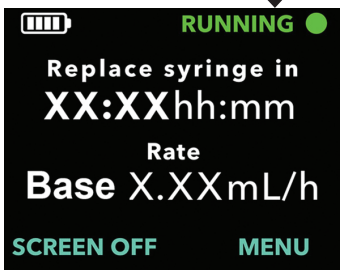 RUNNING
Replace syringe in
XX:XXhh:mm
Rate
Base X.XXmL/h
SCREEN OFF MENU